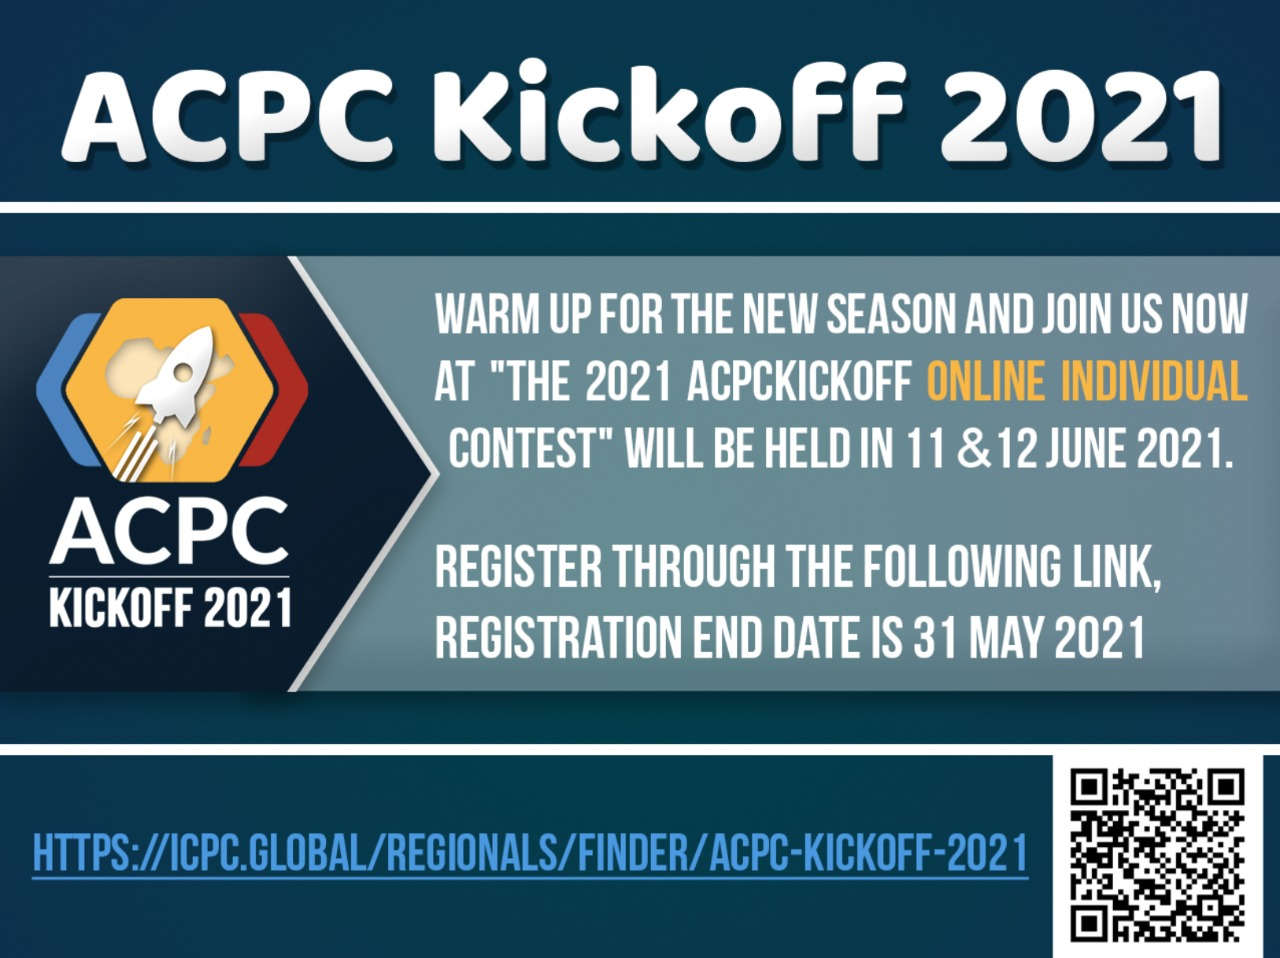 ACPC Kickoff 2021
WARM UP FOR THE NEW SEASON AND JOIN US NOW
AT "THE 2021 ACPCKICKOFF ONLINE INDIVIDUAL
CONTEST" WILL BE HELD IN 11 &12 JUNE 2021.
REGISTER THROUGH THE FOLLOWING LINK,
REGISTRATION END DATE IS 31 MAY 2021
ACPC
KICKOFF 2021
HTTPS://ICPC.GLOBAL/REGIONALS/FINDER/ACPC-KICKOFF-2021